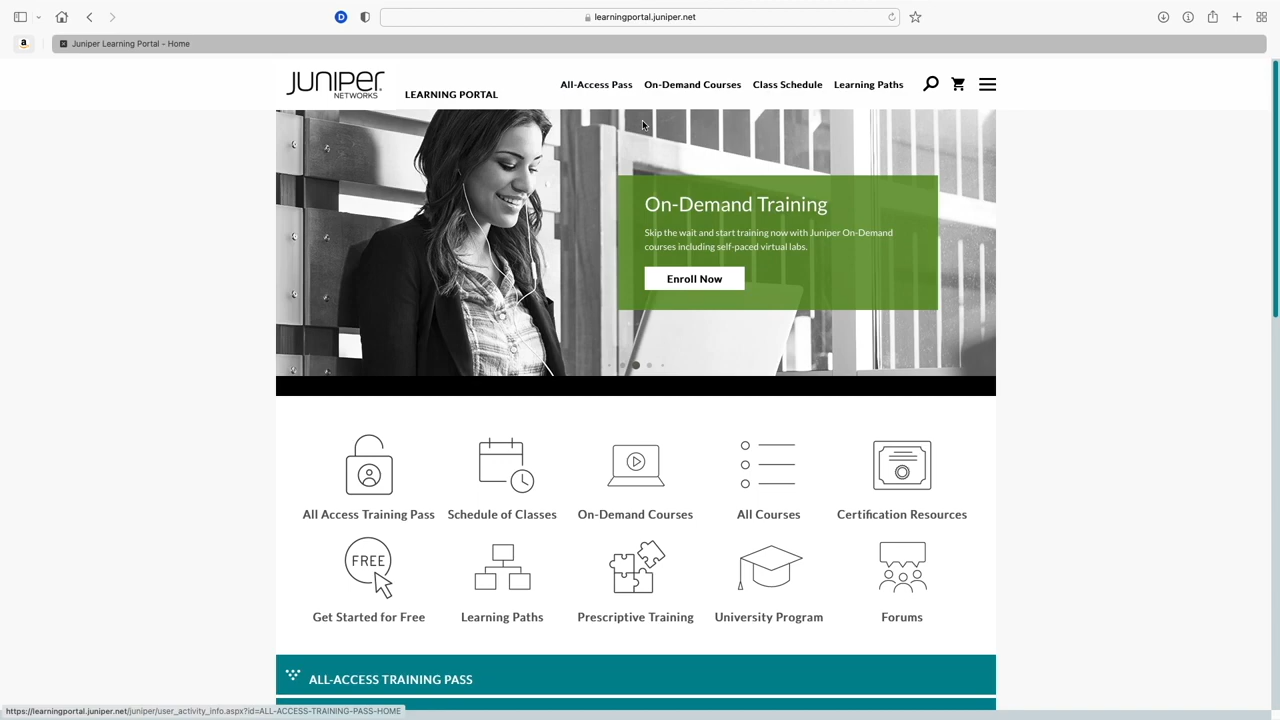 learningportal.juniper.net
Juniper Learning Portal – Home
JUNIPer
NETWORKS
LEARNING PORTAL
All-Access Pass
On-Demand Courses
Class Schedule
Learning Paths
On-Demand Training
Skip the wait and start training now with Juniper On-Demand
courses including self-paced virtual labs.
Enroll Now
All Access Training Pass
Schedule of Classes
On-Demand Courses
All Courses
Certification Resources
FREE
Get Started for Free
Learning Paths
Prescriptive Training
University Program
Forums
ALL-ACCESS TRAINING PASS
https://learningportal.juniper.net/juniper/user_activity_info.aspx?id=ALL-ACCESS-TRAINING-PASS-HOME